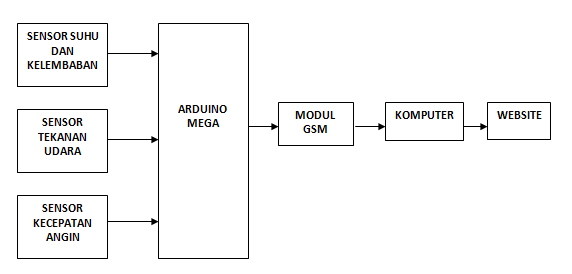 SENSOR SUHU
DAN
KELEMBABAN
SENSOR
TEKANAN
UDARA
SENSOR
KECEPATAN
ANGIN
ARDUINO
MEGA
MODUL
GSM
KOMPUTER
WEBSITE